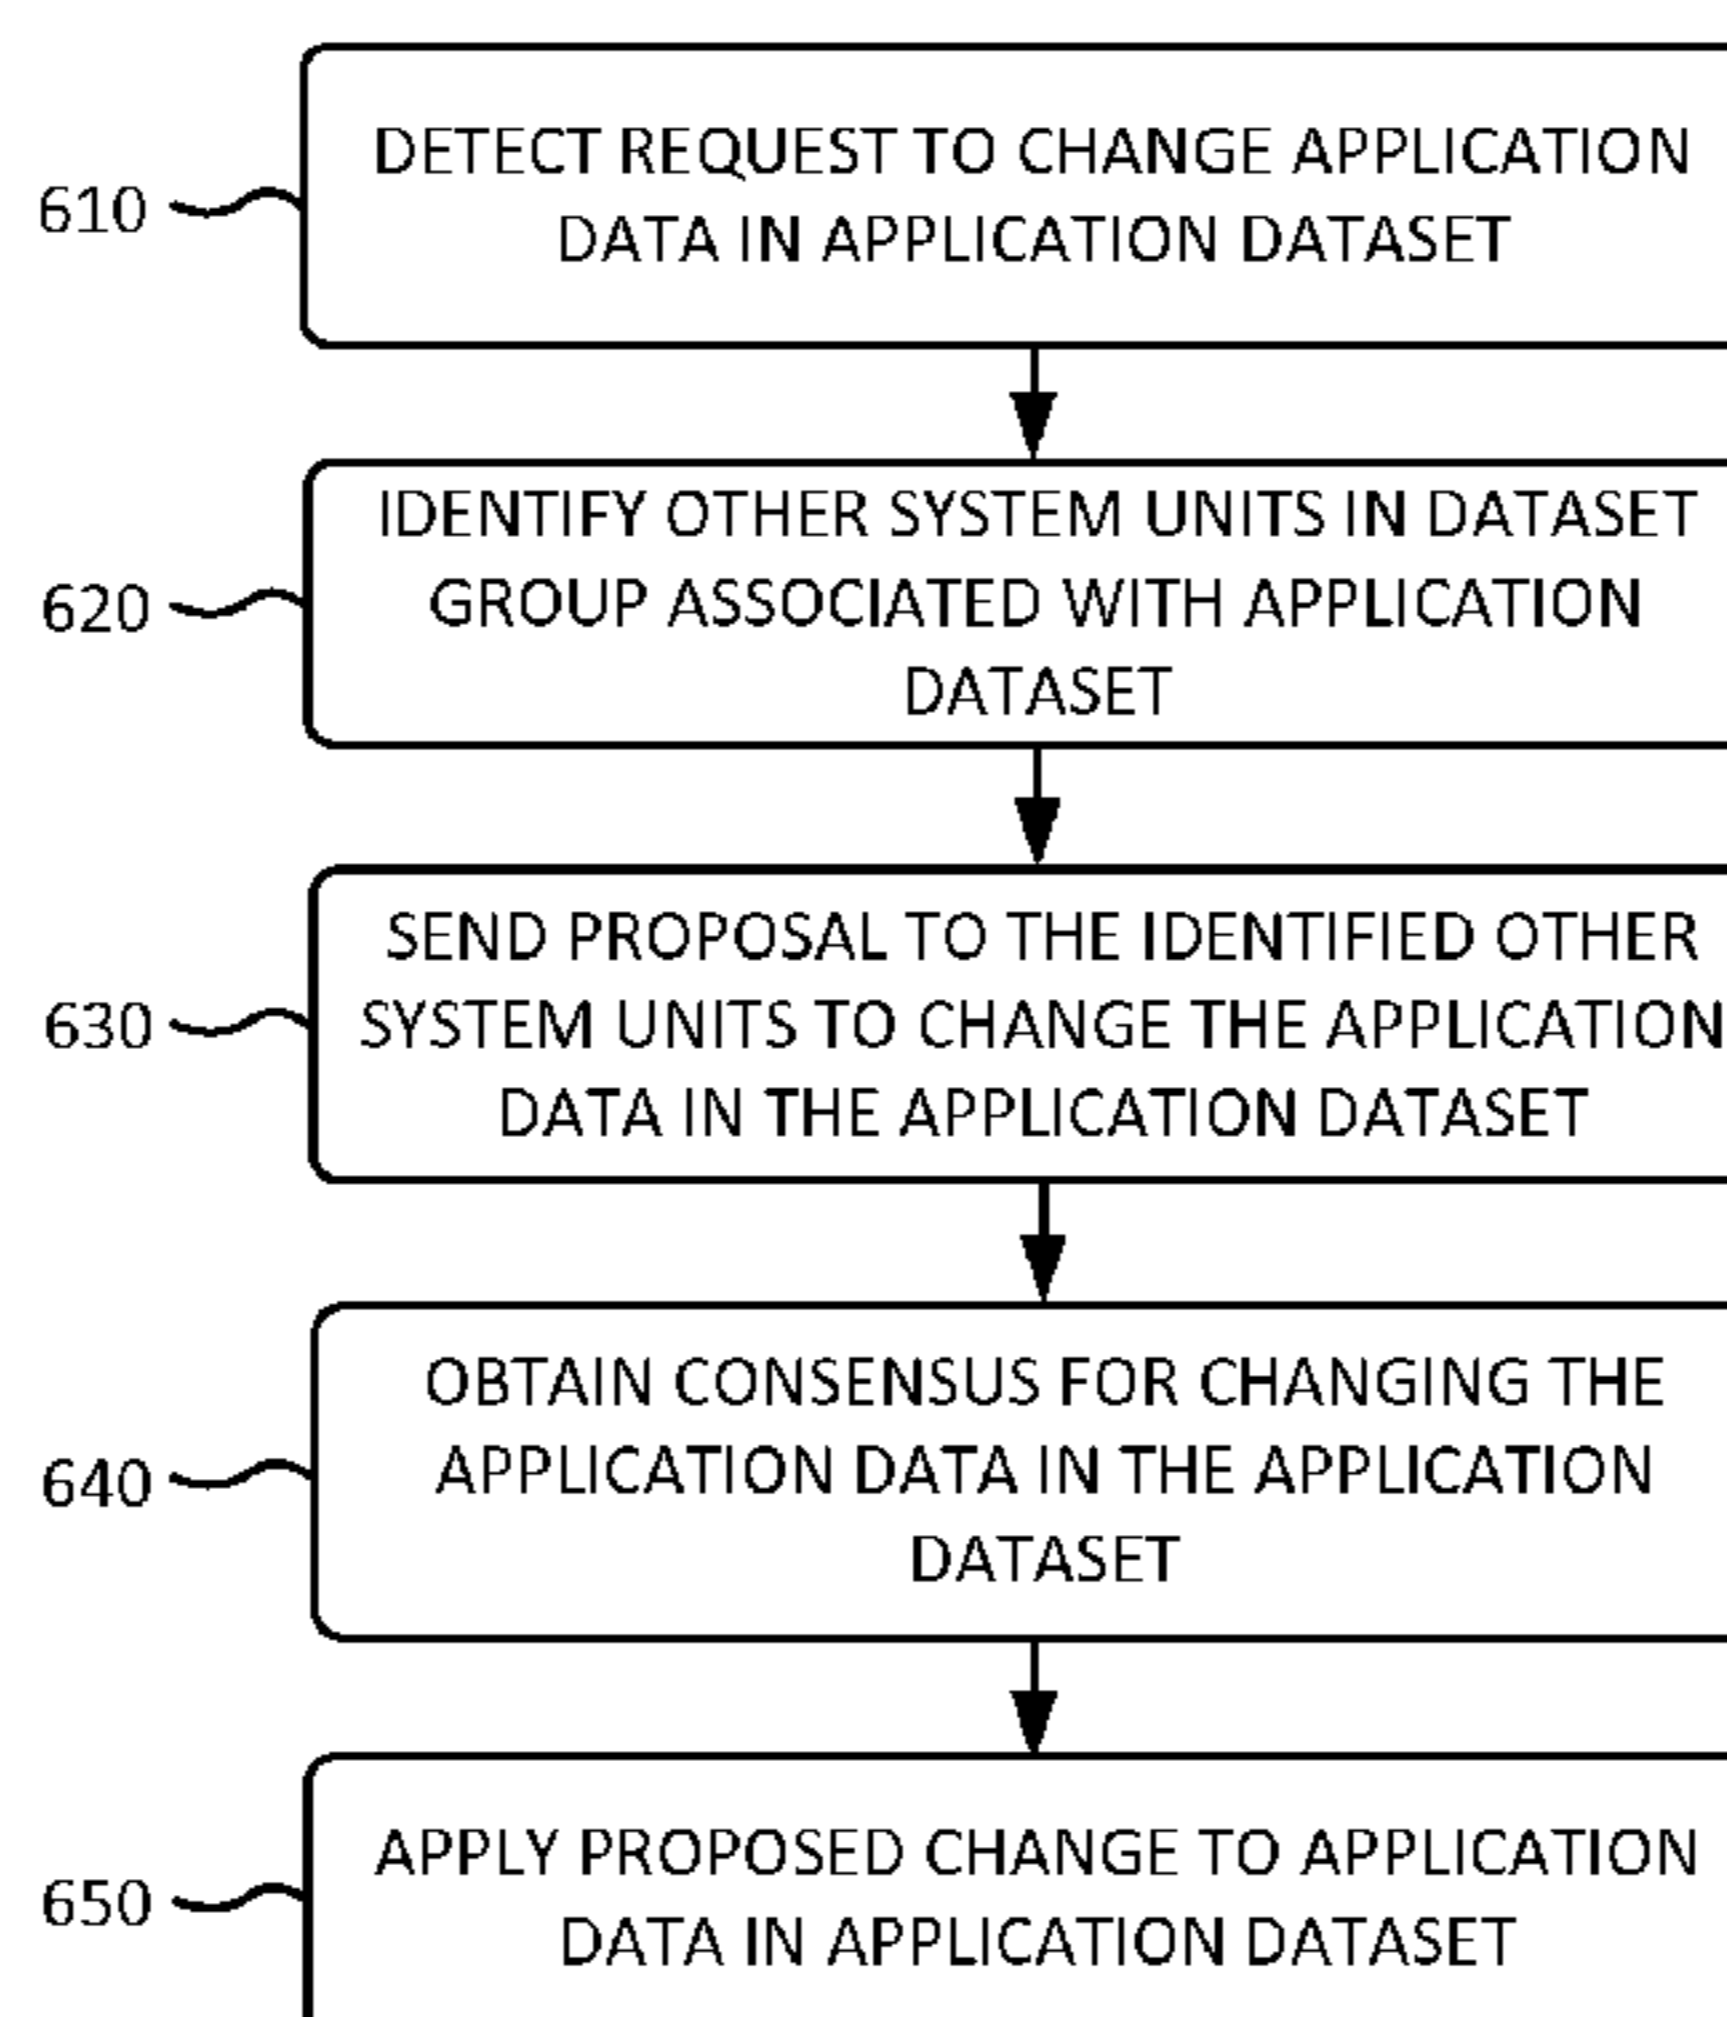 610
DETECT REQUEST TO CHANGE APPLICATION
DATA IN APPLICATION DATASET
620
IDENTIFY OTHER SYSTEM UNITS IN DATASET
GROUP ASSOCIATED WITH APPLICATION
DATASET
630
SEND PROPOSAL TO THE IDENTIFIED OTHER
SYSTEM UNITS TO CHANGE THE APPLICATION
DATA IN THE APPLICATION DATASET
640
OBTAIN CONSENSUS FOR CHANGING THE
APPLICATION DATA IN THE APPLICATION
DATASET
650
APPLY PROPOSED CHANGE TO APPLICATION
DATA IN APPLICATION DATASET